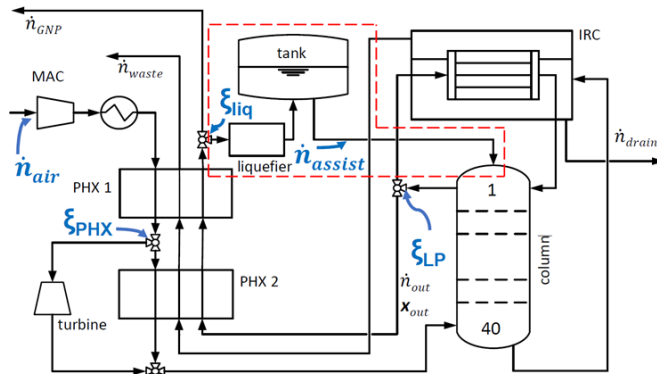 ṅ_GNP
IRC
tank
ṅ_waste
MAC
ξ_liq
ṅ_air
liquefier
ṅ_assist
ṅ_drain
PHX 1
1
ξ_PHX
ξ_LP
column
PHX 2
ṅ_out
x_out
turbine
40